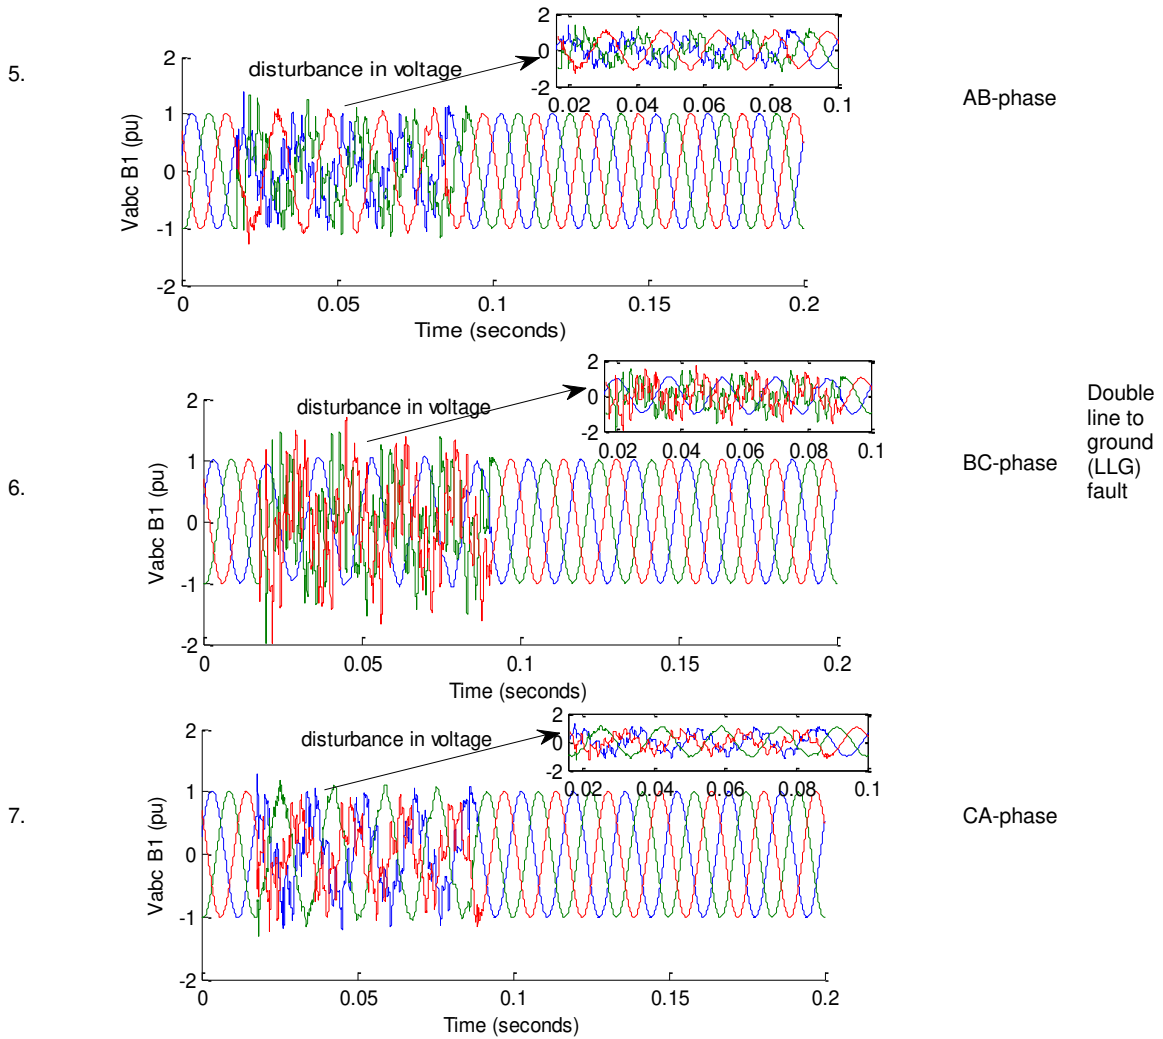 5.
2
1
0
-1
-2
Vabc B1 (pu)
disturbance in voltage
2
0
-2
0.02 0.04 0.06 0.08 0.1
0 0.05 0.1 0.15 0.2
Time (seconds)
AB-phase
6.
2
1
0
-1
-2
Vabc B1 (pu)
disturbance in voltage
2
0
-2
0.02 0.04 0.06 0.08 0.1
0 0.05 0.1 0.15 0.2
Time (seconds)
BC-phase
Double
line to
ground
(LLG)
fault
7.
2
1
0
-1
-2
Vabc B1 (pu)
disturbance in voltage
2
0
-2
0.02 0.04 0.06 0.08 0.1
0 0.05 0.1 0.15 0.2
Time (seconds)
CA-phase